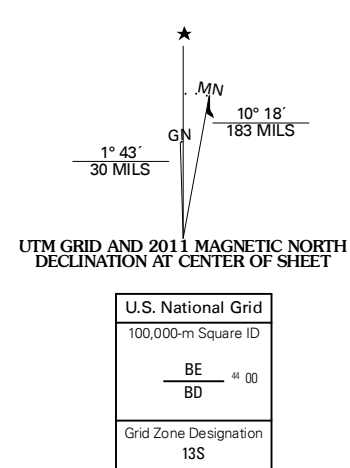 ★
MN
10° 18´
183 MILS
GN
1° 43´
30 MILS
UTM GRID AND 2011 MAGNETIC NORTH
DECLINATION AT CENTER OF SHEET
U.S. National Grid
100,000-m Square ID
BE
44 00
BD
Grid Zone Designation
13S